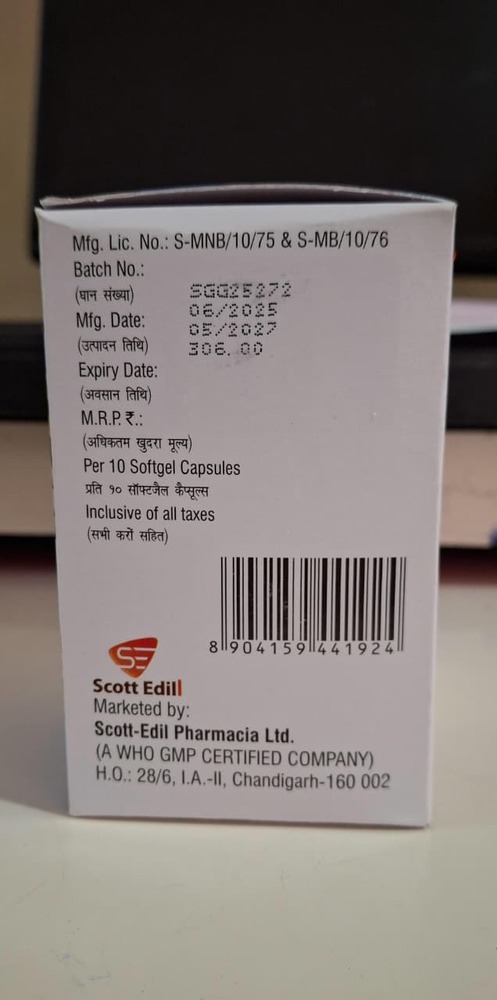 Mfg. Lic. No.: S-MNB/10/75 & S-MB/10/76
Batch No.:
(घान संख्या) SGG25272
Mfg. Date: 06/2025
(उत्पादन तिथि) 05/2027
306.00
Expiry Date:
(अवसान तिथि)
M.R.P. ₹.:
(अधिकतम खुदरा मूल्य)
Per 10 Softgel Capsules
प्रति १० सॉफ्टजैल कैप्सूल्स
Inclusive of all taxes
(सभी करों सहित)
8 904159 441924
SE
Scott Edill
Marketed by:
Scott-Edil Pharmacia Ltd.
(A WHO GMP CERTIFIED COMPANY)
H.O.: 28/6, I.A.-II, Chandigarh-160 002